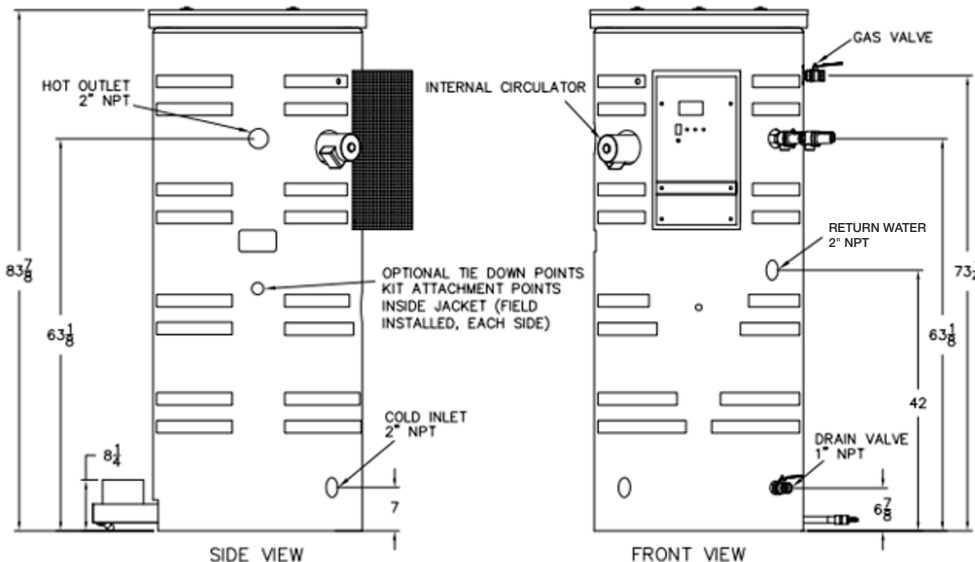 GAS VALVE
HOT OUTLET
2" NPT
INTERNAL CIRCULATOR
RETURN WATER
2" NPT
83 7/8
63 1/8
OPTIONAL TIE DOWN POINTS
KIT ATTACHMENT POINTS
INSIDE JACKET (FIELD
INSTALLED, EACH SIDE)
63 1/8
42
COLD INLET
2" NPT
8 1/4
7
DRAIN VALVE
1" NPT
6 7/8
SIDE VIEW
FRONT VIEW